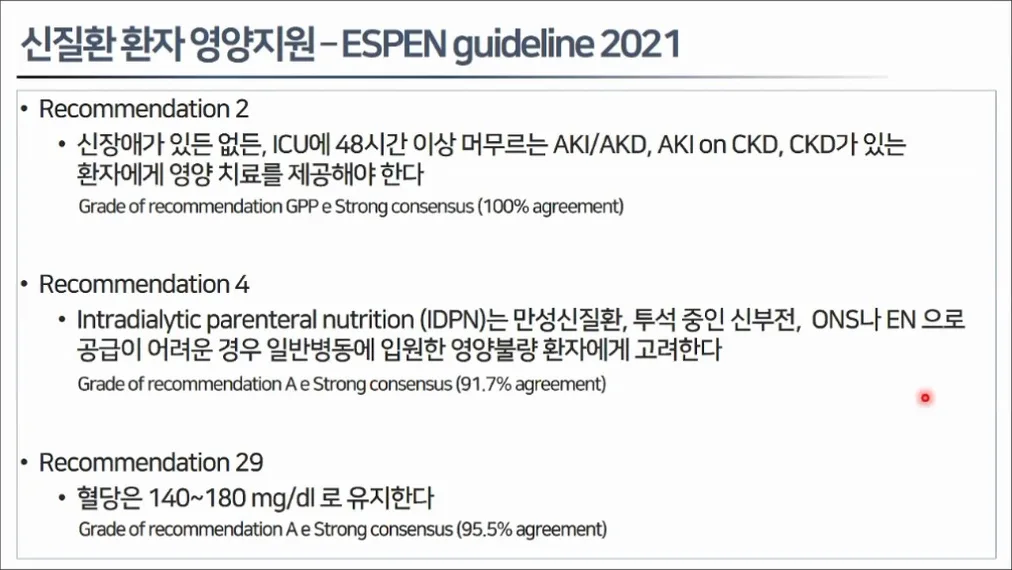 신질환 환자 영양지원 – ESPEN guideline 2021
• Recommendation 2
• 신장애가 있든 없든, ICU에 48시간 이상 머무르는 AKI/AKD, AKI on CKD, CKD가 있는
환자에게 영양 치료를 제공해야 한다
Grade of recommendation GPP e Strong consensus (100% agreement)
• Recommendation 4
• Intradialytic parenteral nutrition (IDPN)는 만성신질환, 투석 중인 신부전, ONS나 EN 으로
공급이 어려운 경우 일반병동에 입원한 영양불량 환자에게 고려한다
Grade of recommendation A e Strong consensus (91.7% agreement)
• Recommendation 29
• 혈당은 140~180 mg/dl 로 유지한다
Grade of recommendation A e Strong consensus (95.5% agreement)